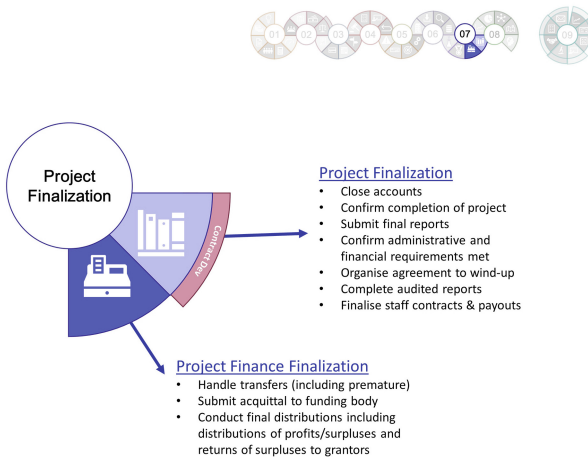 01 02 03 04 05 06 07 08 09
Project
Finalization
Contract Dev
Project Finalization
• Close accounts
• Confirm completion of project
• Submit final reports
• Confirm administrative and
financial requirements met
• Organise agreement to wind-up
• Complete audited reports
• Finalise staff contracts & payouts
Project Finance Finalization
• Handle transfers (including premature)
• Submit acquittal to funding body
• Conduct final distributions including
distributions of profits/surpluses and
returns of surpluses to grantors